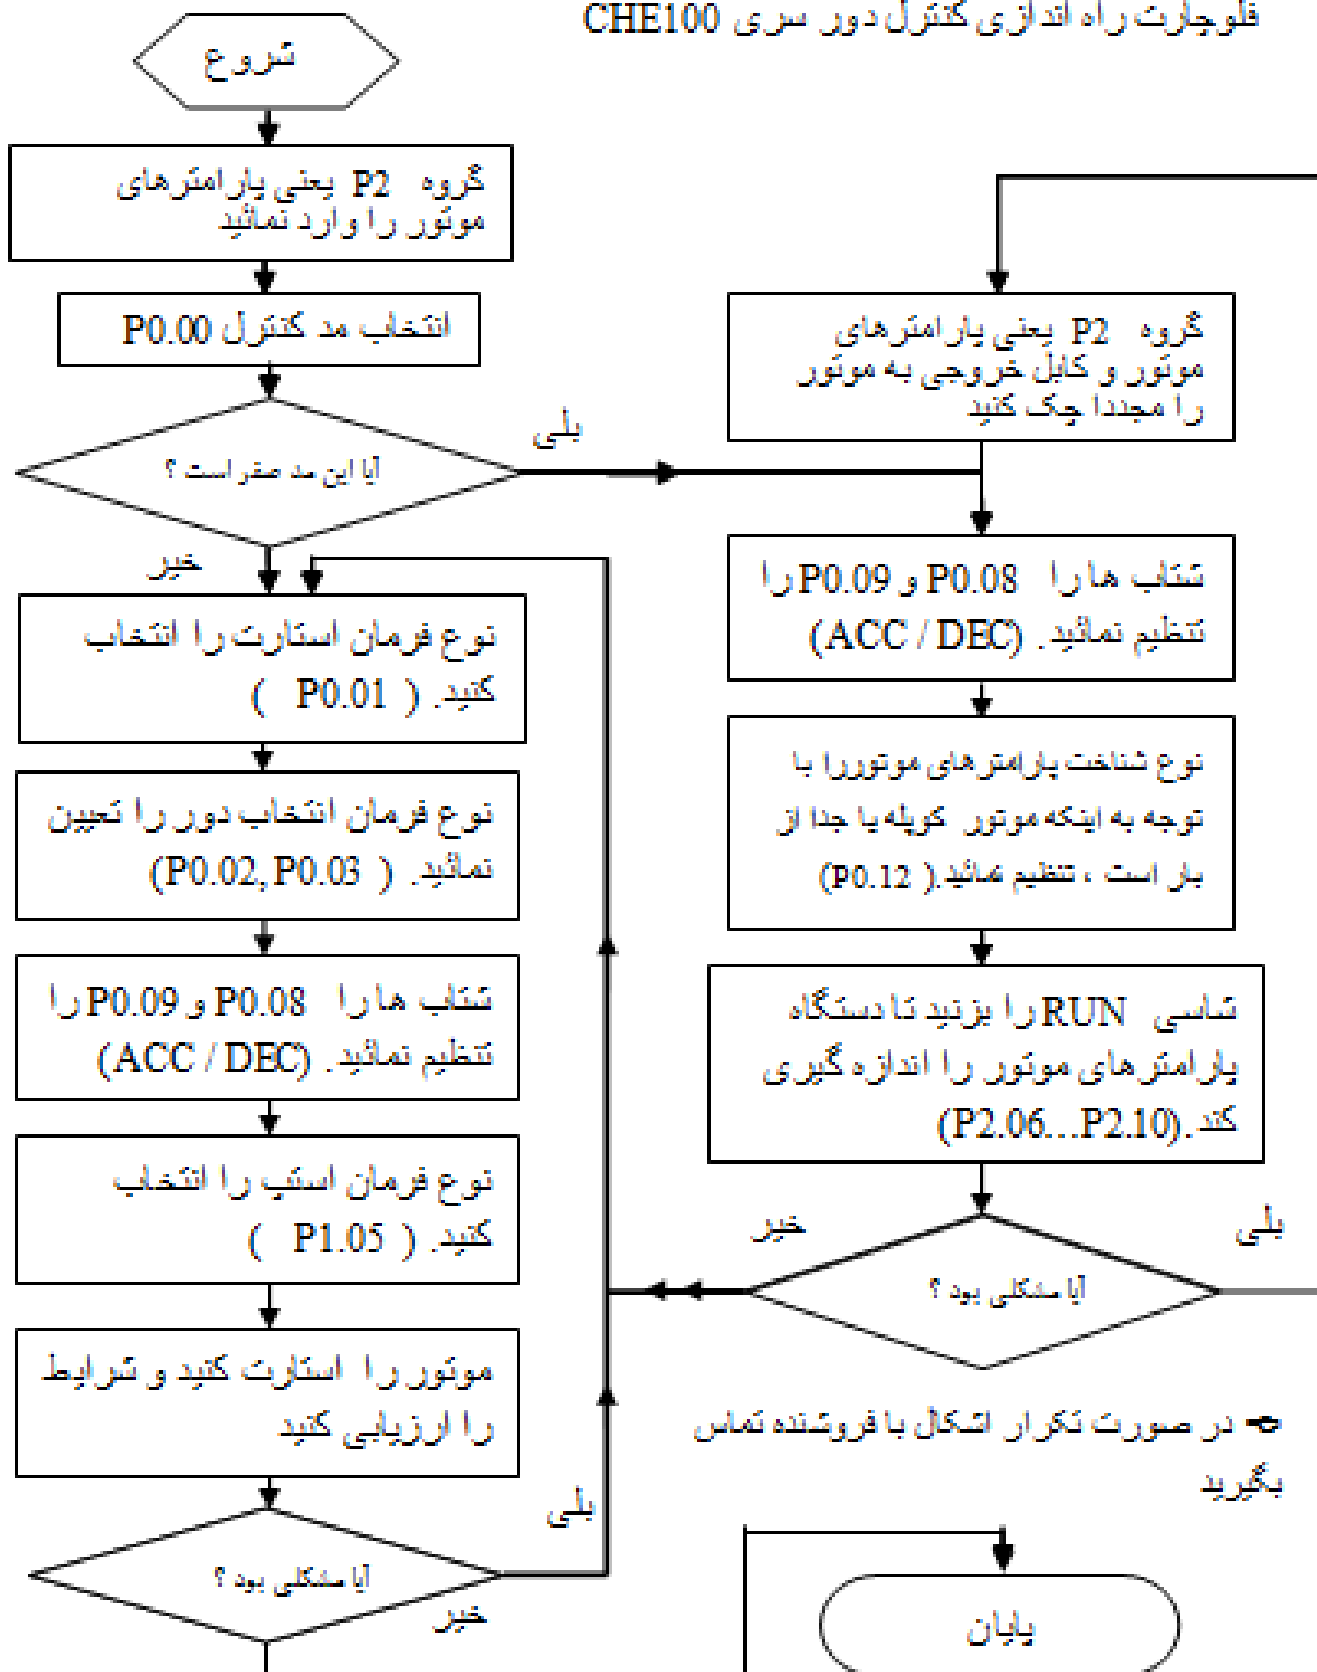 فلوچارت راه اندازی کنترل دور سری CHE100
شروع
گروه P2 یعنی پارامترهای
موتور را وارد نمائید
انتخاب مد کنترل P0.00
آیا این مد صفر است ؟
بلی
خیر
نوع فرمان استارت را انتخاب
کنید. ( P0.01 )
نوع فرمان انتخاب دور را تعیین
نمائید. ( P0.02, P0.03)
شتاب ها را P0.08 و P0.09 را
تنظیم نمائید. (ACC / DEC)
نوع فرمان استپ را انتخاب
کنید. ( P1.05 )
موتور را استارت کنید و شرایط
را ارزیابی کنید
آیا مشکلی بود ؟
بلی
خیر
گروه P2 یعنی پارامترهای
موتور و کابل خروجی به موتور
را مجددا چک کنید
شتاب ها را P0.08 و P0.09 را
تنظیم نمائید. (ACC / DEC)
نوع شناخت پارامترهای موتوررا با
توجه به اینکه موتور کوپله یا جدا از
بار است ، تنظیم نمائید.( P0.12)
شاسی RUN را بزنید تا دستگاه
پارامترهای موتور را اندازه گیری
کند.(P2.06...P2.10)
آیا مشکلی بود ؟
خیر
بلی
در صورت تکرار اشکال با فروشنده تماس
بگیرید
پایان